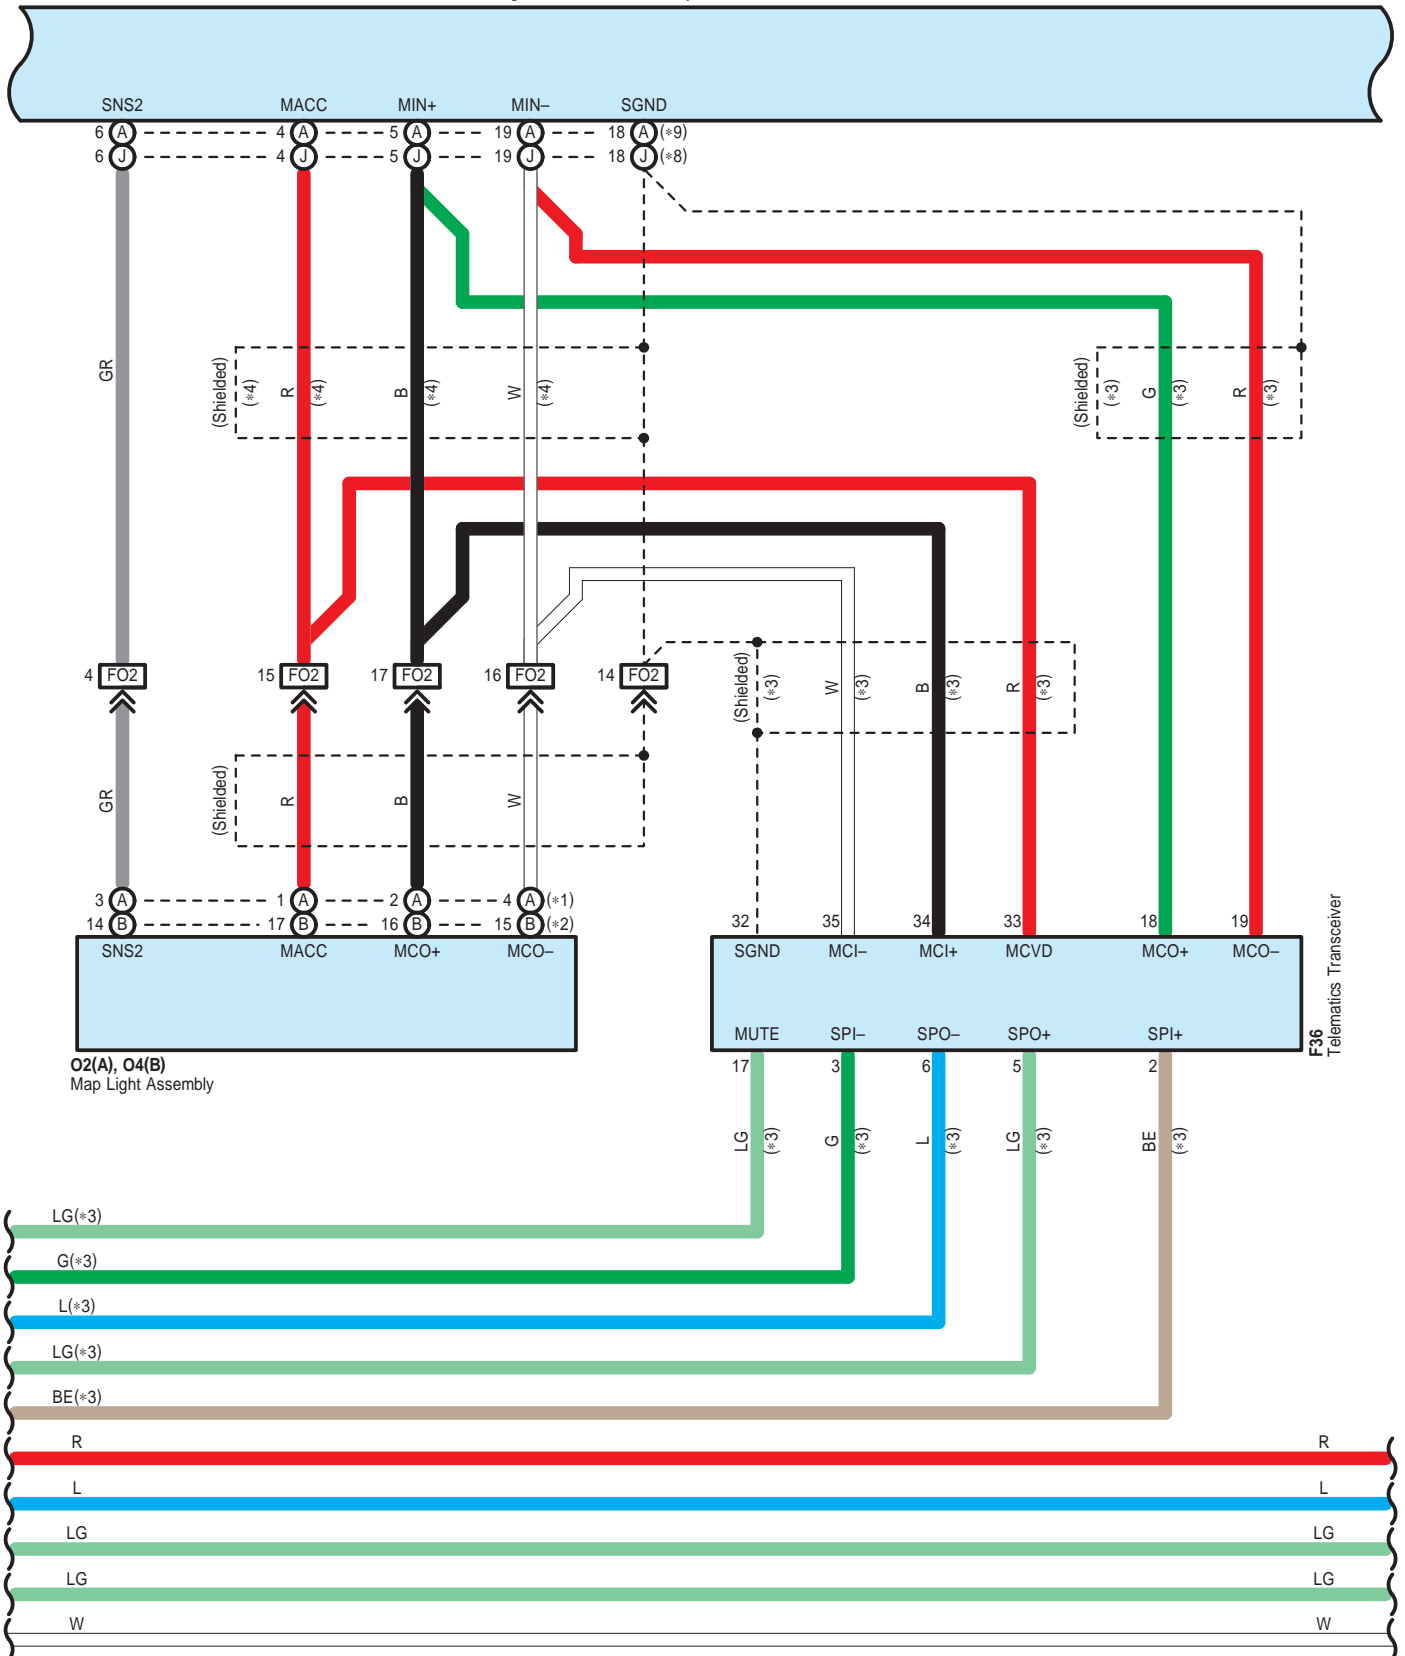 SNS2 MACC MIN+ MIN– SGND
6 A 4 A 5 A 19 A 18 A (∗9)
6 J 4 J 5 J 19 J 18 J (∗8)
GR (Shielded) (∗4) R (∗4) B (∗4) W (∗4) (Shielded) (∗3) G (∗3) R (∗3)
4 FO2 15 FO2 17 FO2 16 FO2 14 FO2 (Shielded) (∗3) W (∗3) B (∗3) R (∗3)
GR (Shielded) R B W
3 A 1 A 2 A 4 A (∗1)
14 B 17 B 16 B 15 B (∗2)
32 35 34 33 18 19
SNS2 MACC MCO+ MCO–
SGND MCI– MCI+ MCVD MCO+ MCO–
MUTE SPI– SPO– SPO+ SPI+
F36
Telematics Transceiver
O2(A), O4(B)
Map Light Assembly
17 3 6 5 2
LG (∗3) G (∗3) L (∗3) LG (∗3) BE (∗3)
LG(∗3)
G(∗3)
L(∗3)
LG(∗3)
BE(∗3)
R R
L L
LG LG
LG LG
W W